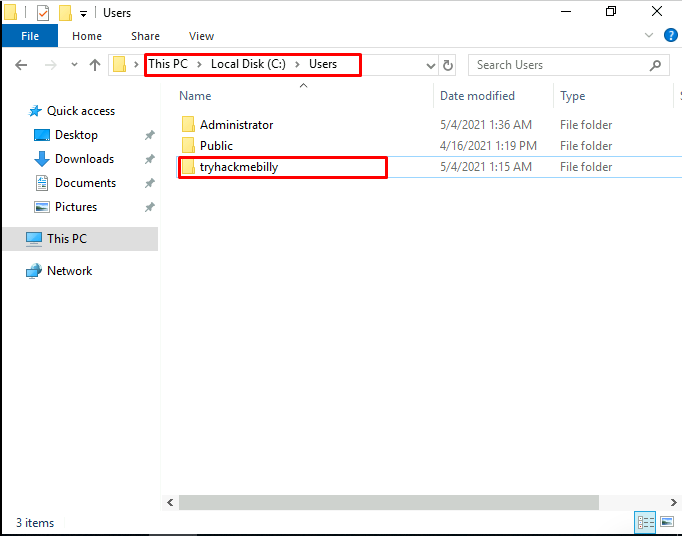 Users
File Home Share View
This PC Local Disk (C:) Users Search Users
Name Date modified Type
Quick access
Desktop
Downloads
Documents
Pictures
This PC
Network
Administrator 5/4/2021 1:36 AM File folder
Public 4/16/2021 1:19 PM File folder
tryhackmebilly 5/4/2021 1:15 AM File folder
3 items